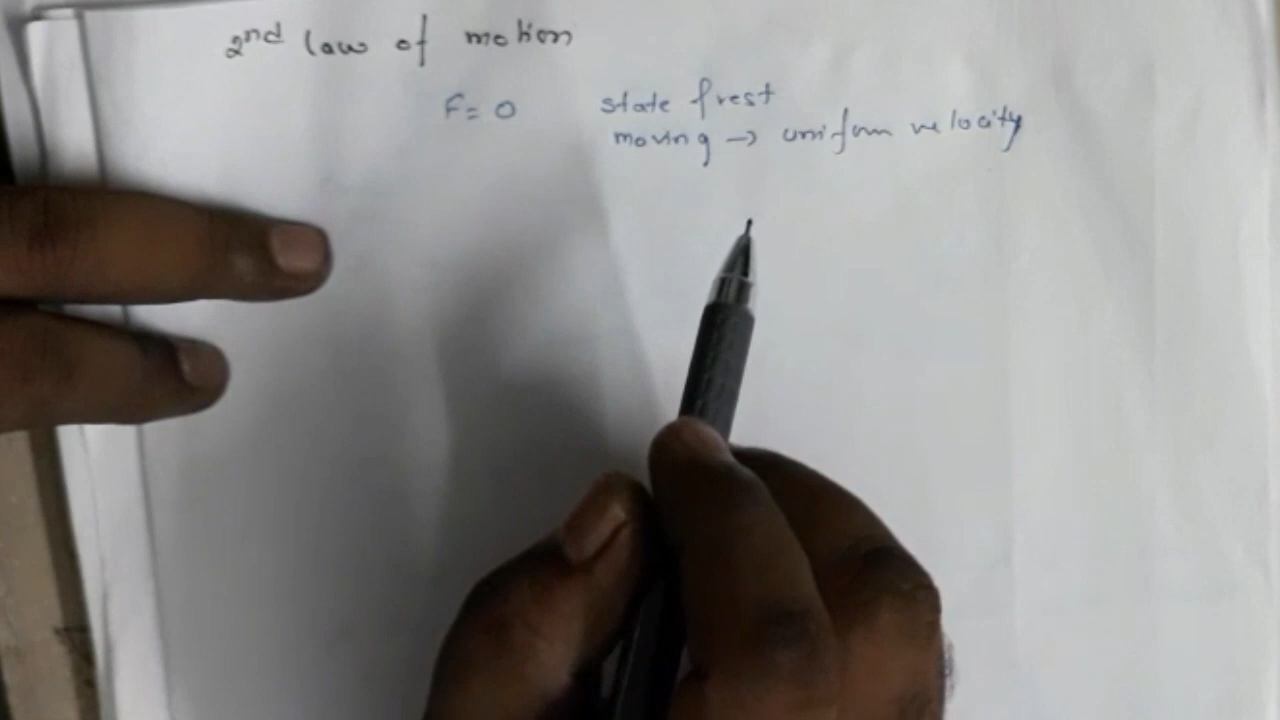 2nd law of motion
F = 0 state of rest
moving → uniform velocity